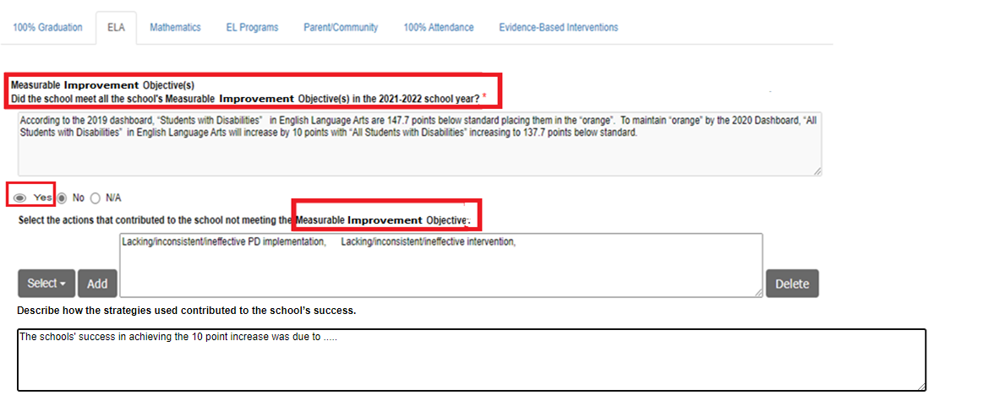 100% Graduation ELA Mathematics EL Programs Parent/Community 100% Attendance Evidence-Based Interventions
Measurable Improvement Objective(s)
Did the school meet all the school's Measurable Improvement Objective(s) in the 2021-2022 school year? *
According to the 2019 dashboard, “Students with Disabilities” in English Language Arts are 147.7 points below standard placing them in the “orange”. To maintain “orange” by the 2020 Dashboard, “All
Students with Disabilities” in English Language Arts will increase by 10 points with “All Students with Disabilities” increasing to 137.7 points below standard.
Yes No N/A
Select the actions that contributed to the school not meeting the Measurable Improvement Objective.
Lacking/inconsistent/ineffective PD implementation, Lacking/inconsistent/ineffective intervention,
Select Add Delete
Describe how the strategies used contributed to the school’s success.
The schools' success in achieving the 10 point increase was due to .....